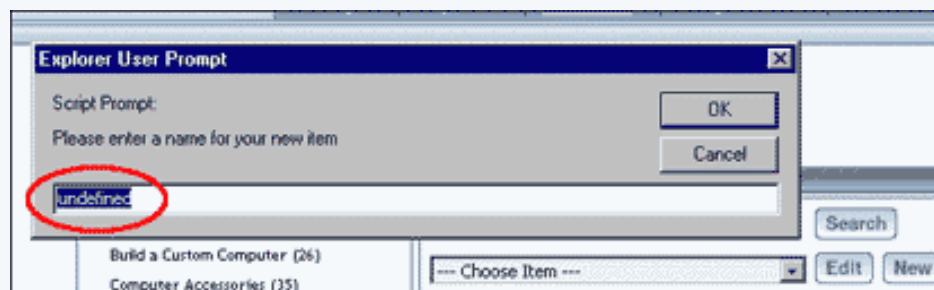 Explorer User Prompt
Script Prompt:
OK
Please enter a name for your new item
Cancel
undefined
Search
Build a Custom Computer (26)
--- Choose Item ---
Edit
New
Computer Accessories (35)